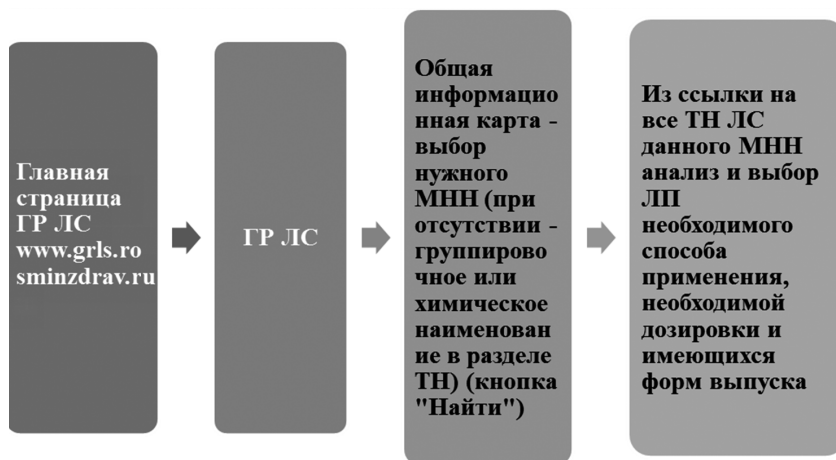 Главная
страница
ГР ЛС
www.grls.ro
sminzdrav.ru
ГР ЛС
Общая
информацио
нная карта -
выбор
нужного
МНН (при
отсутствии -
группирово
чное или
химическое
наименован
ие в разделе
ТН) (кнопка
"Найти")
Из ссылки на
все ТН ЛС
данного МНН
анализ и выбор
ЛП
необходимого
способа
применения,
необходимой
дозировки и
имеющихся
форм выпуска